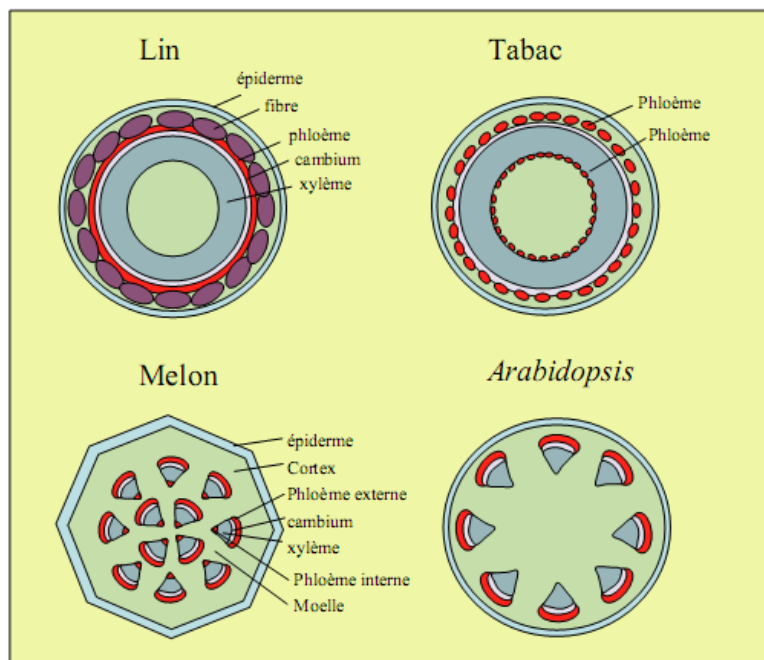 Lin
épiderme
fibre
phloème
cambium
xylème
Tabac
Phloème
Phloème
Melon
épiderme
Cortex
Phloème externe
cambium
xylème
Phloème interne
Moelle
Arabidopsis